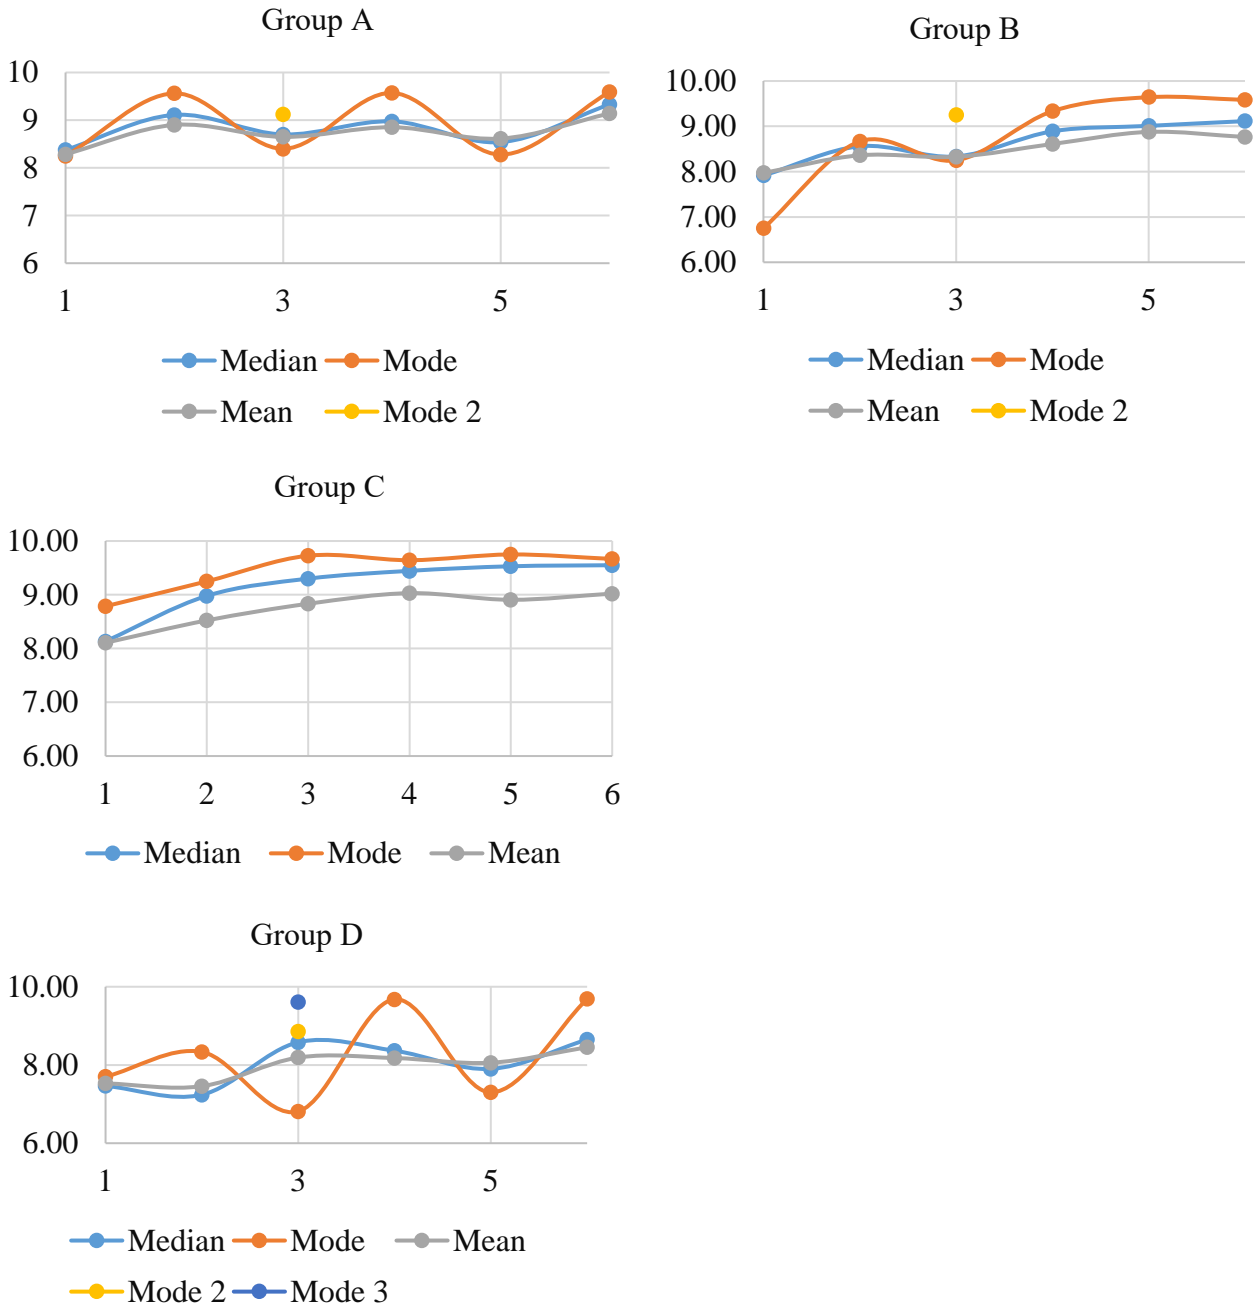 Group A
10
9
8
7
6
1 3 5
Median Mode
Mean Mode 2
Group B
10.00
9.00
8.00
7.00
6.00
1 3 5
Median Mode
Mean Mode 2
Group C
10.00
9.00
8.00
7.00
6.00
1 2 3 4 5 6
Median Mode Mean
Group D
10.00
8.00
6.00
1 3 5
Median Mode Mean
Mode 2 Mode 3